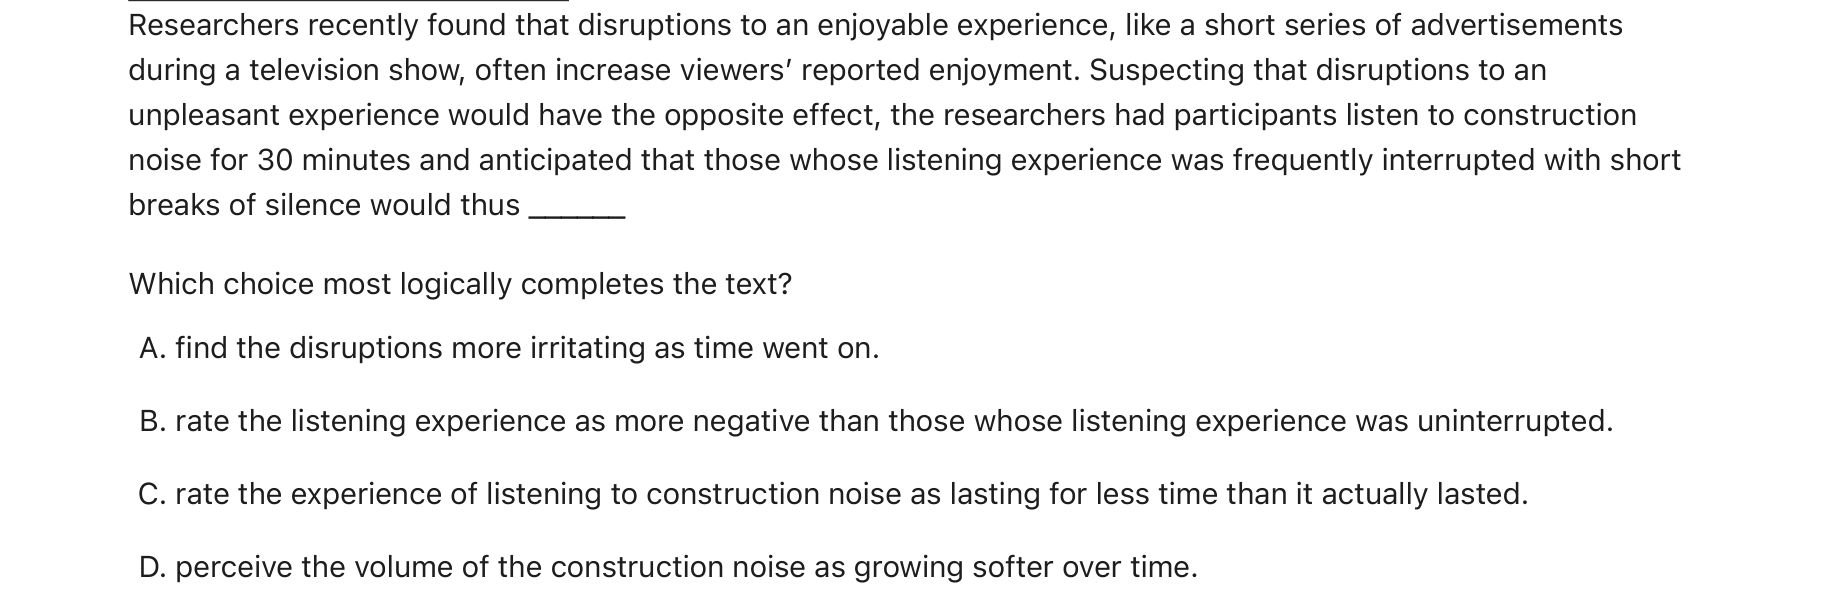 Researchers recently found that disruptions to an enjoyable experience, like a short series of advertisements
during a television show, often increase viewers’ reported enjoyment. Suspecting that disruptions to an
unpleasant experience would have the opposite effect, the researchers had participants listen to construction
noise for 30 minutes and anticipated that those whose listening experience was frequently interrupted with short
breaks of silence would thus ______
Which choice most logically completes the text?
A. find the disruptions more irritating as time went on.
B. rate the listening experience as more negative than those whose listening experience was uninterrupted.
C. rate the experience of listening to construction noise as lasting for less time than it actually lasted.
D. perceive the volume of the construction noise as growing softer over time.